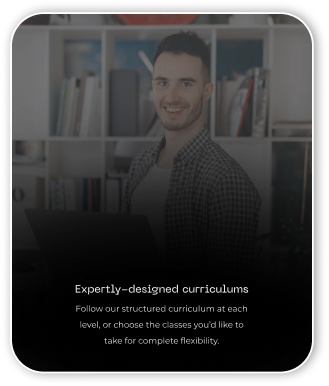 Expertly-designed curriculums
Follow our structured curriculum at each
level, or choose the classes you'd like to
take for complete flexibility.